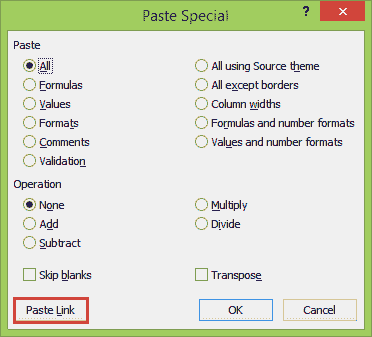 Paste Special
?
Paste
All
All using Source theme
Formulas
All except borders
Values
Column widths
Formats
Formulas and number formats
Comments
Values and number formats
Validation
Operation
None
Multiply
Add
Divide
Subtract
Skip blanks
Transpose
Paste Link
OK
Cancel